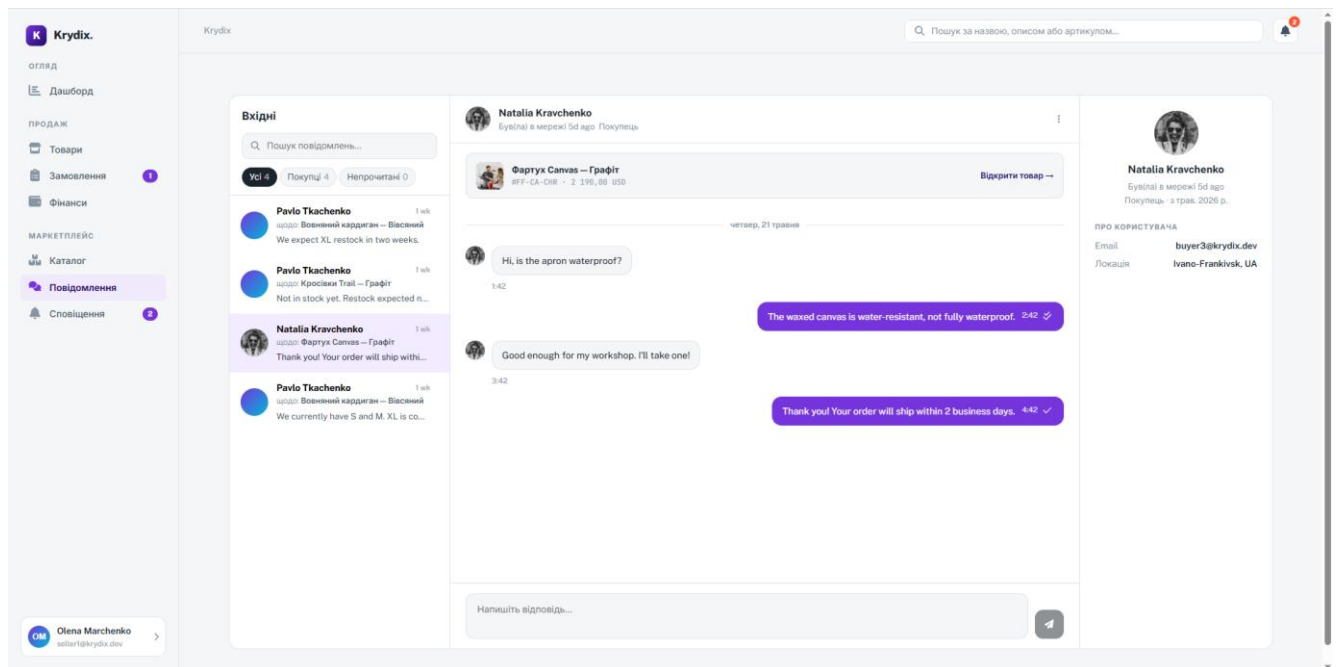 K Krydix.
ОГЛЯД
Дашборд
ПРОДАЖ
Товари
Замовлення 1
Фінанси
МАРКЕТПЛЕЙС
Каталог
Повідомлення
Сповіщення 2
OM Olena Marchenko
seller1@krydix.dev
Krydix
Пошук за назвою, описом або артикулом...
2
Вхідні
Пошук повідомлень...
Усі 4 Покупці 4 Непрочитані 0
Pavlo Tkachenko 1 wk
щодо: Вовняний кардиган — Вівсяний
We expect XL restock in two weeks.
Pavlo Tkachenko 1 wk
щодо: Кросівки Trail — Графіт
Not in stock yet. Restock expected n...
Natalia Kravchenko 1 wk
щодо: Фартух Canvas — Графіт
Thank you! Your order will ship withi...
Pavlo Tkachenko 1 wk
щодо: Вовняний кардиган — Вівсяний
We currently have S and M. XL is co...
Natalia Kravchenko
Був(ла) в мережі 5d ago Покупець
Фартух Canvas — Графіт
#FF-CA-CHR · 2 190,00 USD
Відкрити товар →
четвер, 21 травня
Hi, is the apron waterproof?
1:42
The waxed canvas is water-resistant, not fully waterproof. 2:42
Good enough for my workshop. I'll take one!
3:42
Thank you! Your order will ship within 2 business days. 4:42
Напишіть відповідь...
Natalia Kravchenko
Був(ла) в мережі 5d ago
Покупець · з трав. 2026 р.
ПРО КОРИСТУВАЧА
Email buyer3@krydix.dev
Локація Ivano-Frankivsk, UA